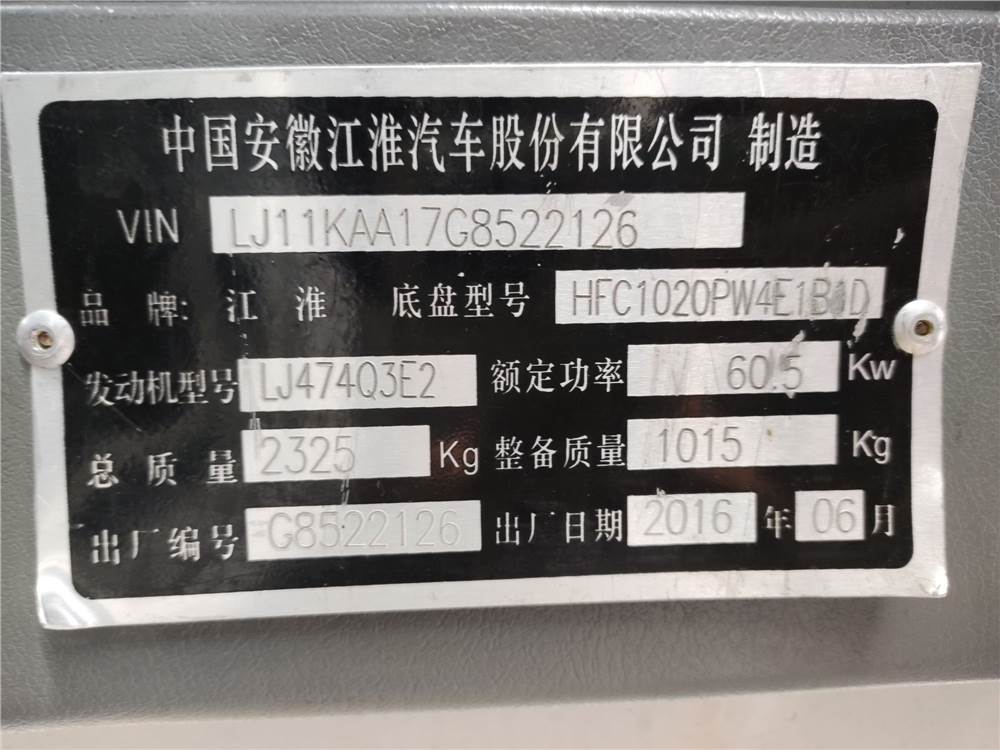 中国安徽江淮汽车股份有限公司 制造
VIN LJ11KAA17G8522126
品 牌: 江 淮 底盘型号 HFC1020PW4E1B1D
发动机型号 LJ474Q3E2 额定功率 60.5 Kw
总 质 量 2325 Kg 整备质量 1015 Kg
出厂编号 G8522126 出厂日期 2016 年 06 月